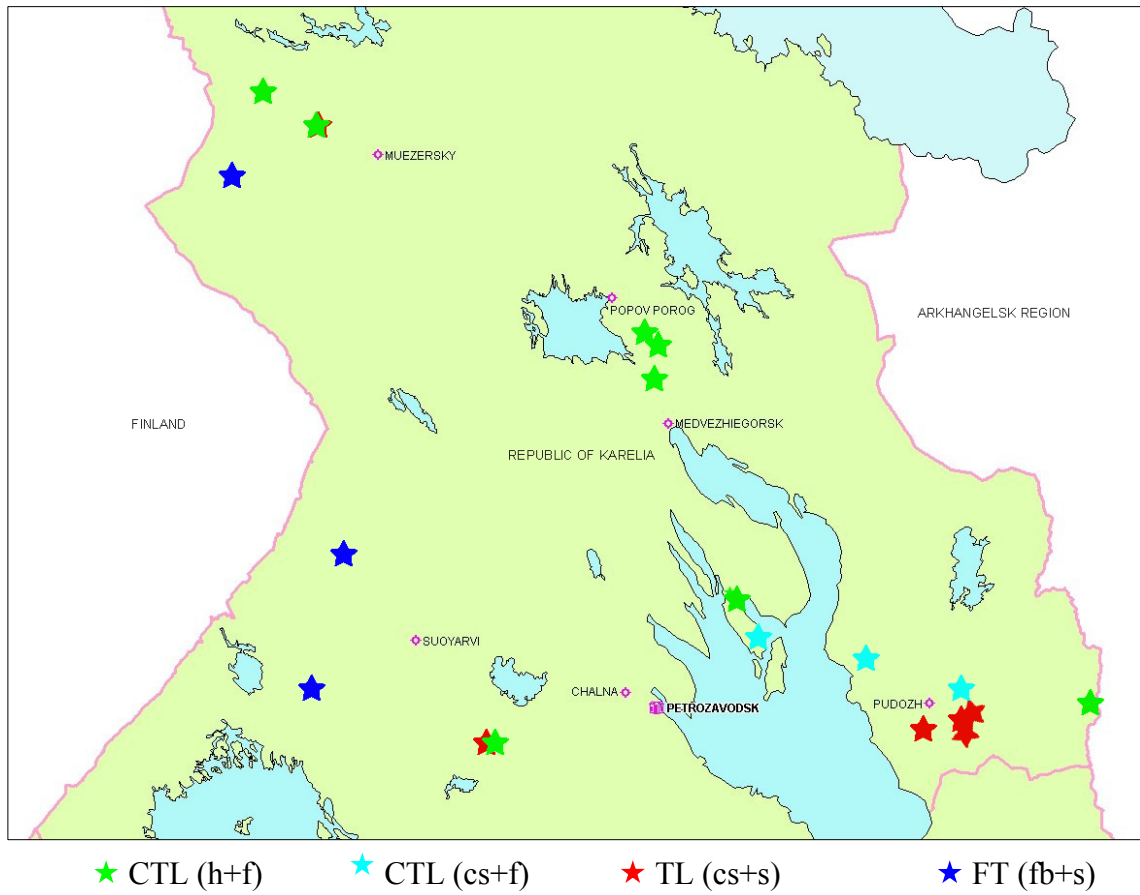 MUEZERSKY
POPOV POROG
ARKHANGELSK REGION
FINLAND
MEDVEZHIEGORSK
REPUBLIC OF KARELIA
SUOYARVI
CHALNA
PETROZAVODSK
PUDOZH
CTL (h+f) CTL (cs+f) TL (cs+s) FT (fb+s)